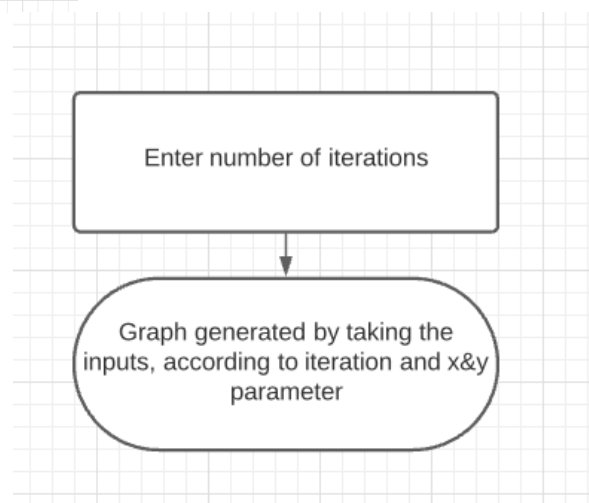 Enter number of iterations
Graph generated by taking the
inputs, according to iteration and x&y
parameter